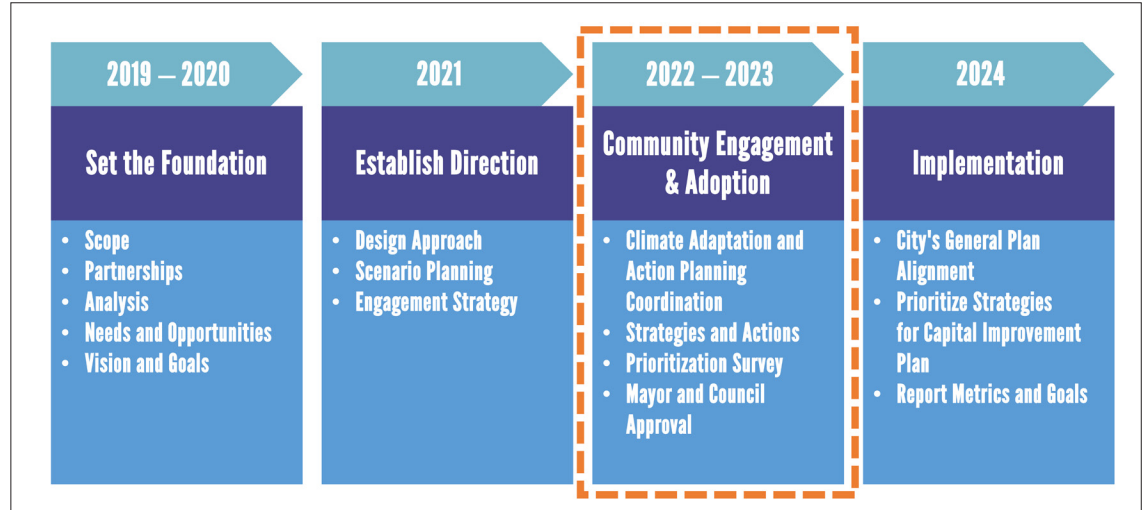 2019 – 2020
Set the Foundation
• Scope
• Partnerships
• Analysis
• Needs and Opportunities
• Vision and Goals
2021
Establish Direction
• Design Approach
• Scenario Planning
• Engagement Strategy
2022 – 2023
Community Engagement
& Adoption
• Climate Adaptation and
Action Planning
Coordination
• Strategies and Actions
• Prioritization Survey
• Mayor and Council
Approval
2024
Implementation
• City's General Plan
Alignment
• Prioritize Strategies
for Capital Improvement
Plan
• Report Metrics and Goals